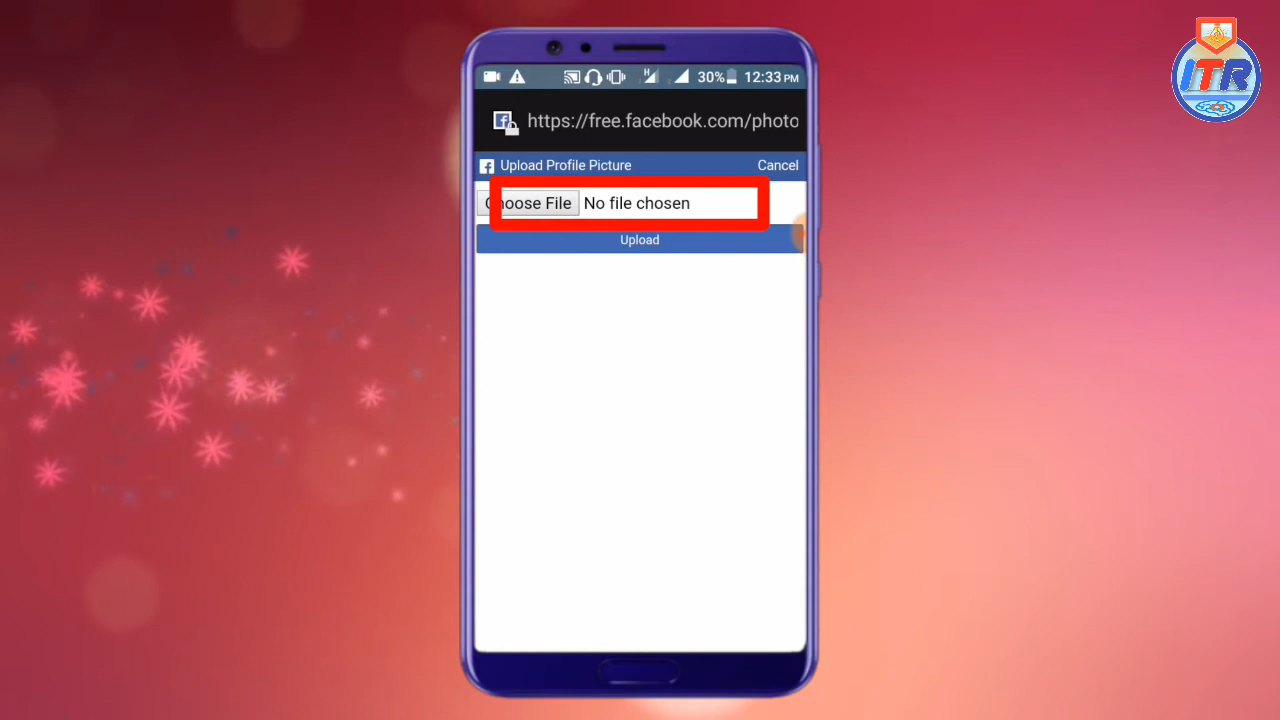 ITR
H
30%
12:33 PM
https://free.facebook.com/photo
Upload Profile Picture
Cancel
Choose File
No file chosen
Upload